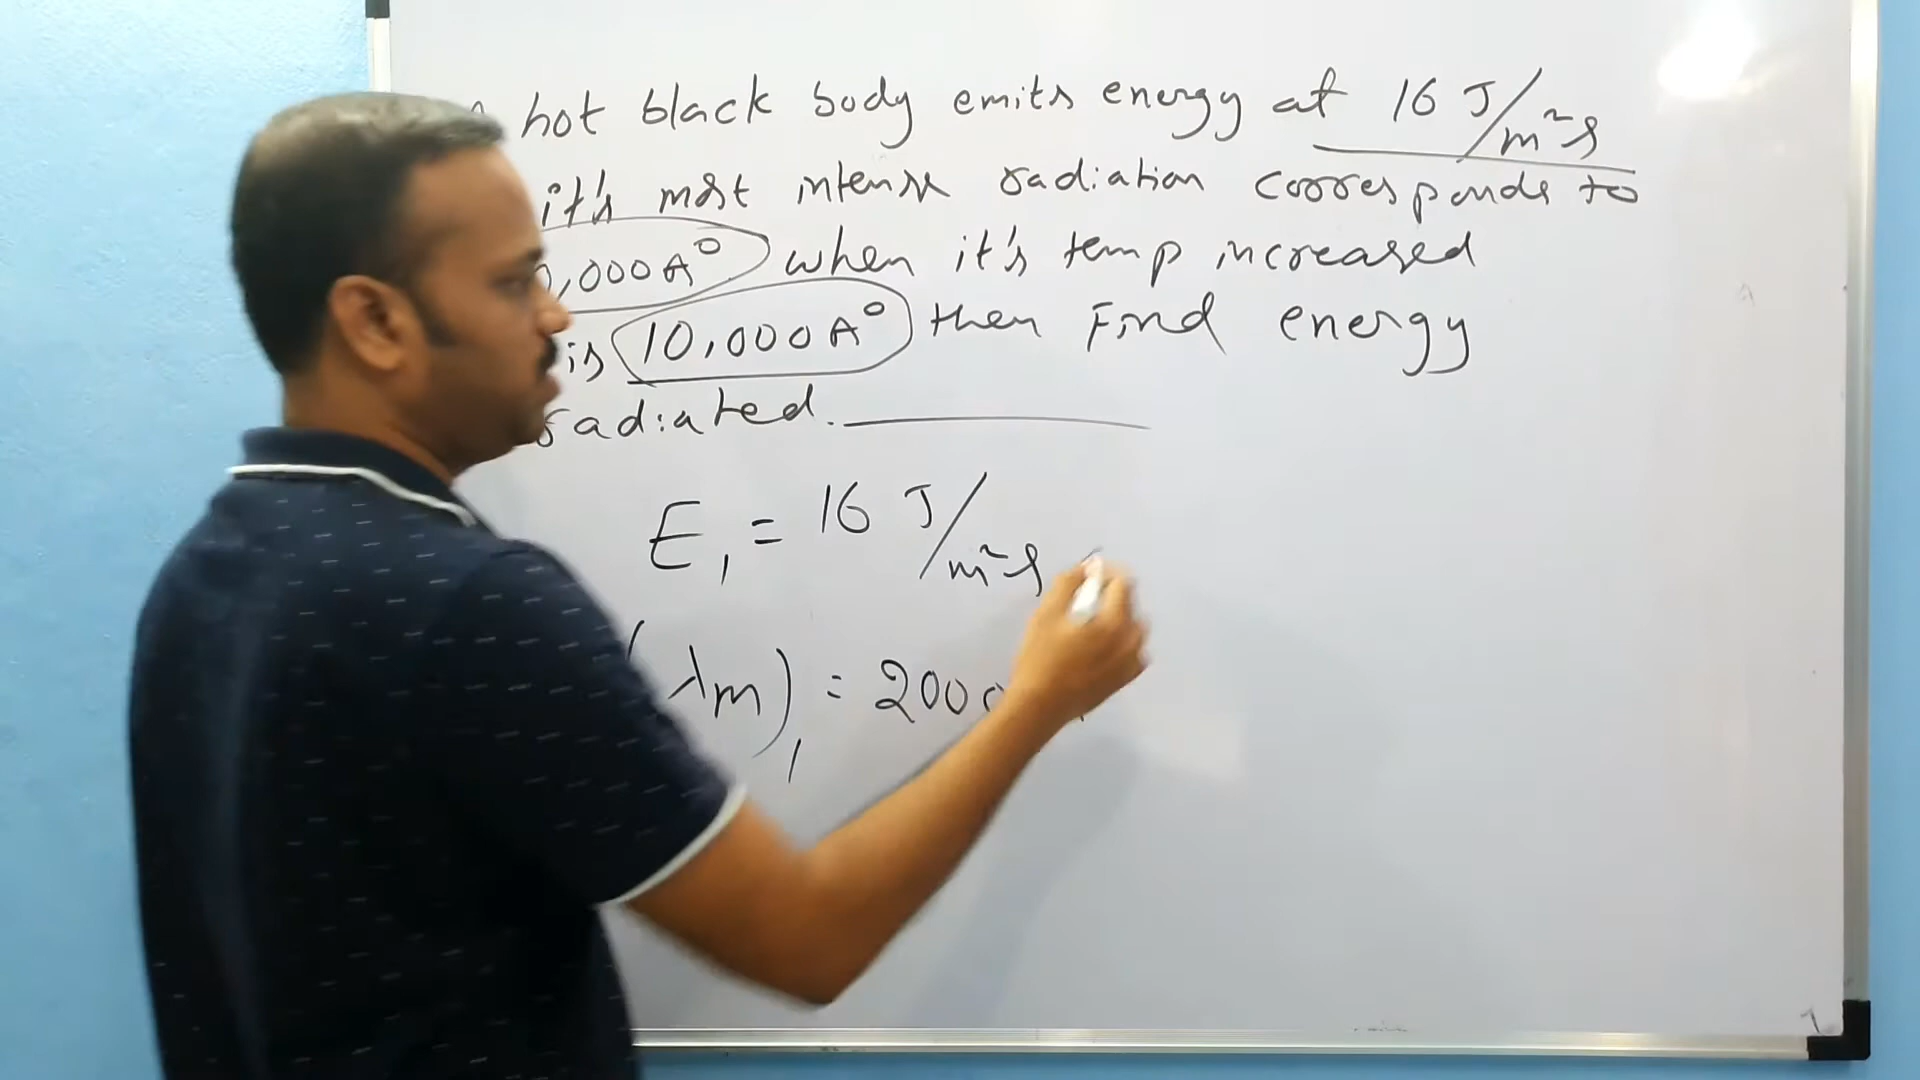 hot black body emits energy at 16 J/m²s
it's most intense radiation corresponds to
,000A° when it's temp increased
is 10,000A° then Find energy
radiated.
E₁ = 16 J/m²s
(λm)₁ = 200